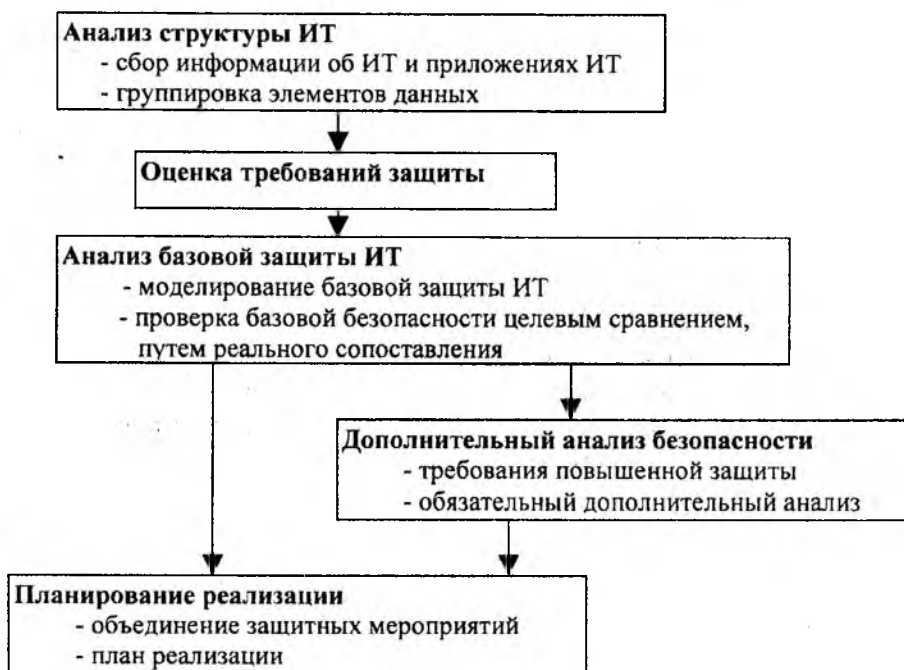 Анализ структуры ИТ
- сбор информации об ИТ и приложениях ИТ
- группировка элементов данных
Оценка требований защиты
Анализ базовой защиты ИТ
- моделирование базовой защиты ИТ
- проверка базовой безопасности целевым сравнением,
путем реального сопоставления
Дополнительный анализ безопасности
- требования повышенной защиты
- обязательный дополнительный анализ
Планирование реализации
- объединение защитных мероприятий
- план реализации